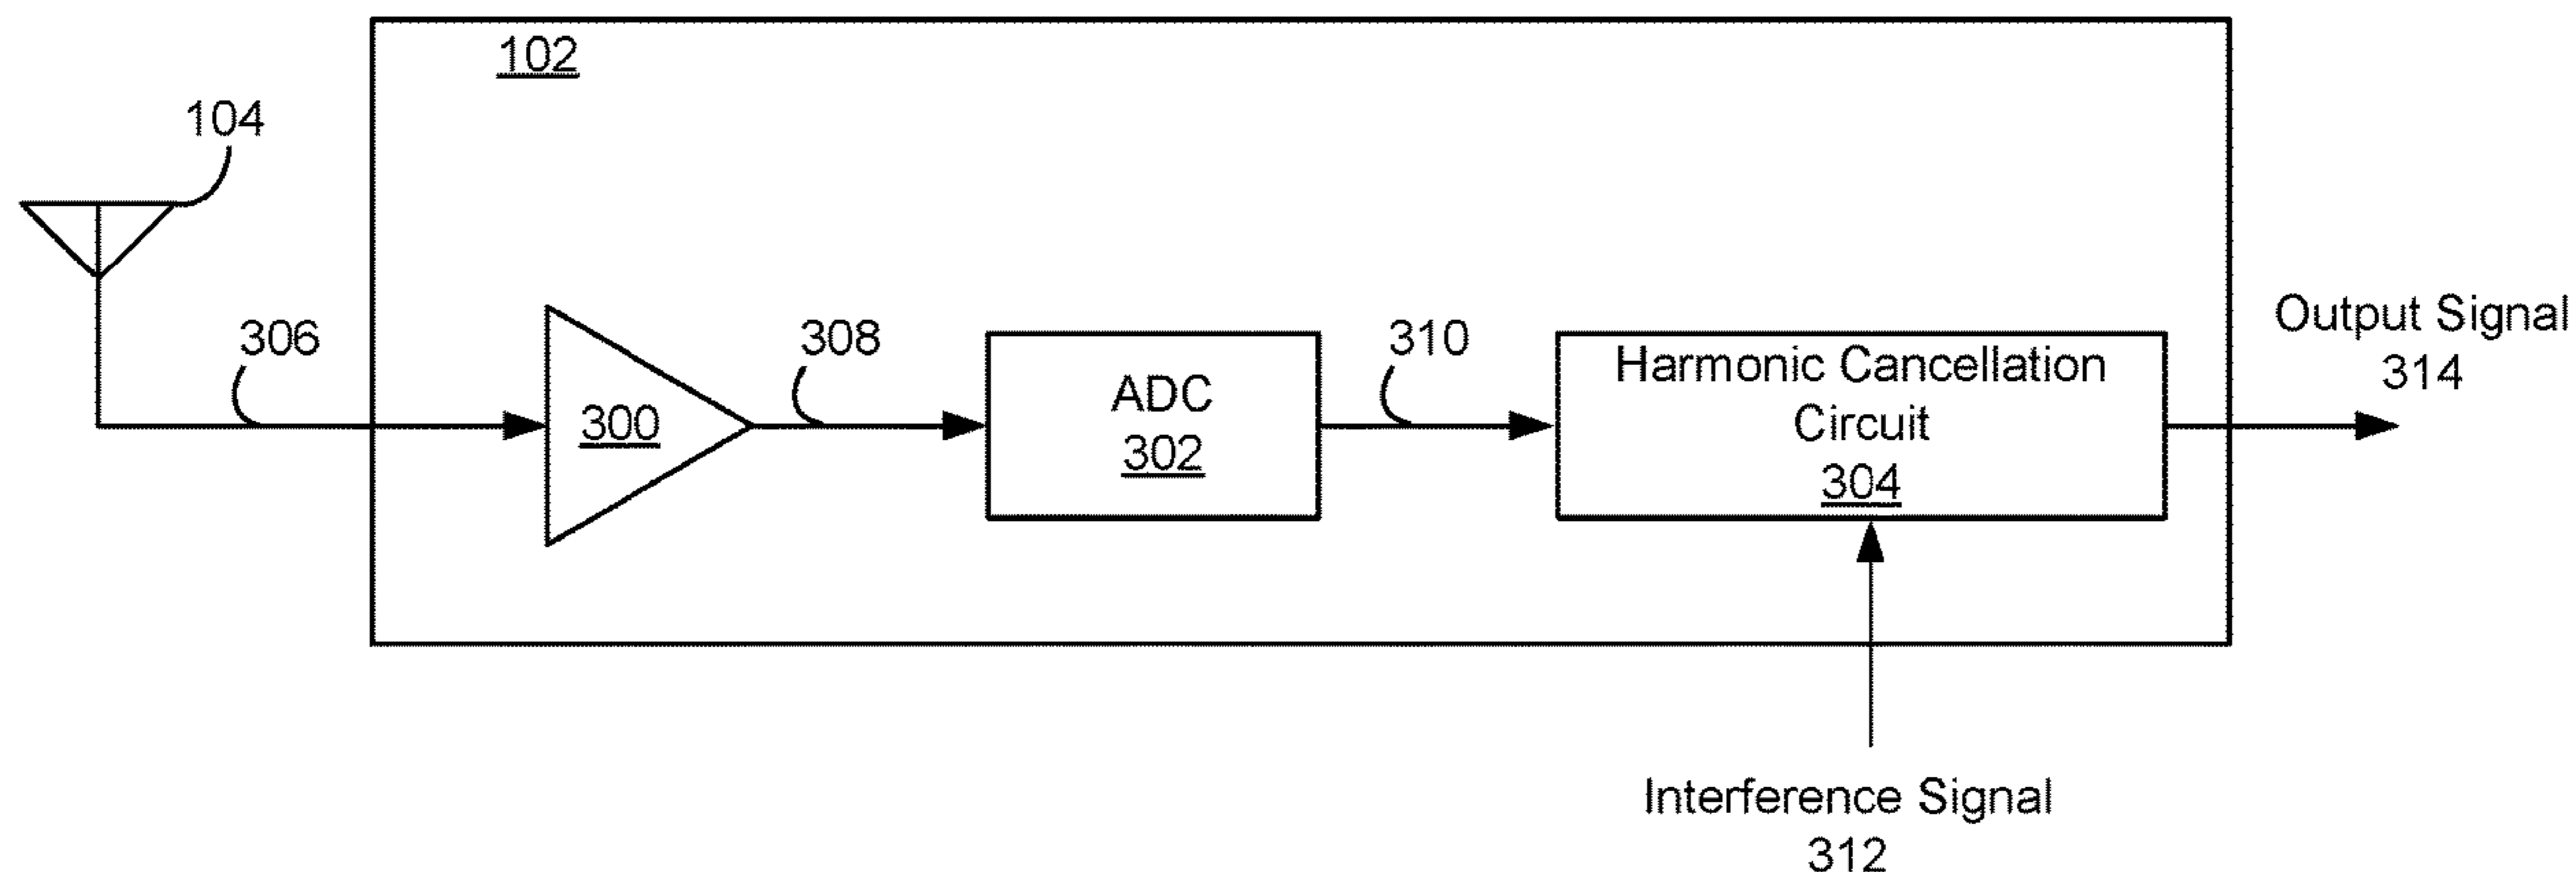 102
104
306
300
308
ADC
302
310
Harmonic Cancellation
Circuit
304
Output Signal
314
Interference Signal
312